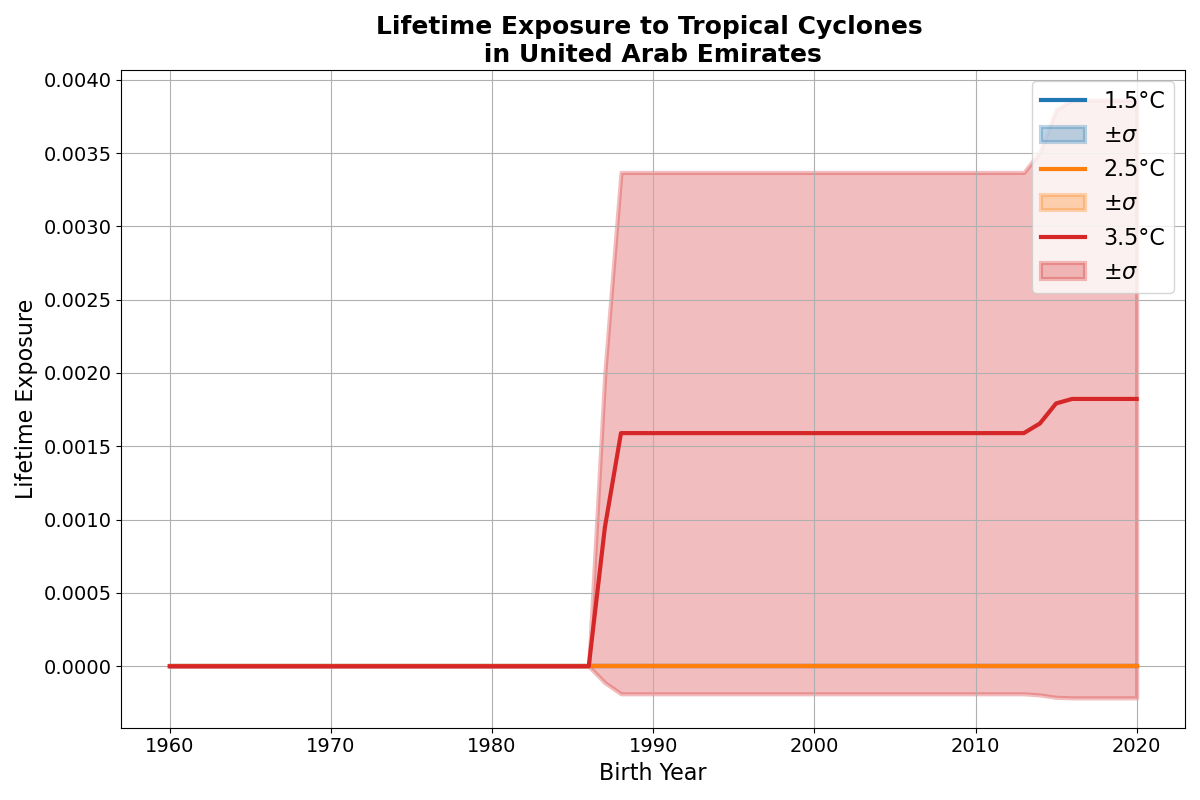 Lifetime Exposure to Tropical Cyclones
in United Arab Emirates
0.0040
0.0035
0.0030
0.0025
0.0020
0.0015
0.0010
0.0005
0.0000
Lifetime Exposure
1.5°C
±σ
2.5°C
±σ
3.5°C
±σ
1960
1970
1980
1990
2000
2010
2020
Birth Year